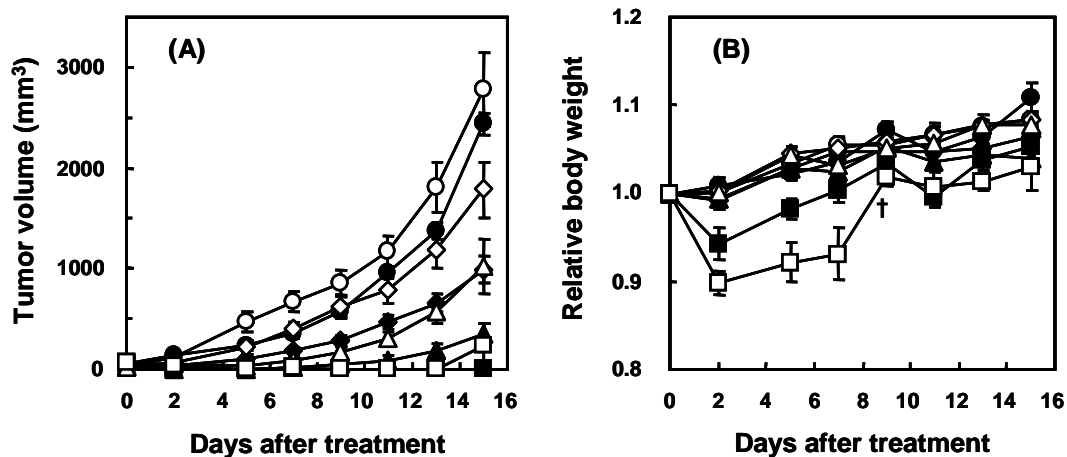 (A)
Tumor volume (mm³)
3000
2000
1000
0
0 2 4 6 8 10 12 14 16
Days after treatment
(B)
Relative body weight
1.2
1.1
1.0
0.9
0.8
†
0 2 4 6 8 10 12 14 16
Days after treatment